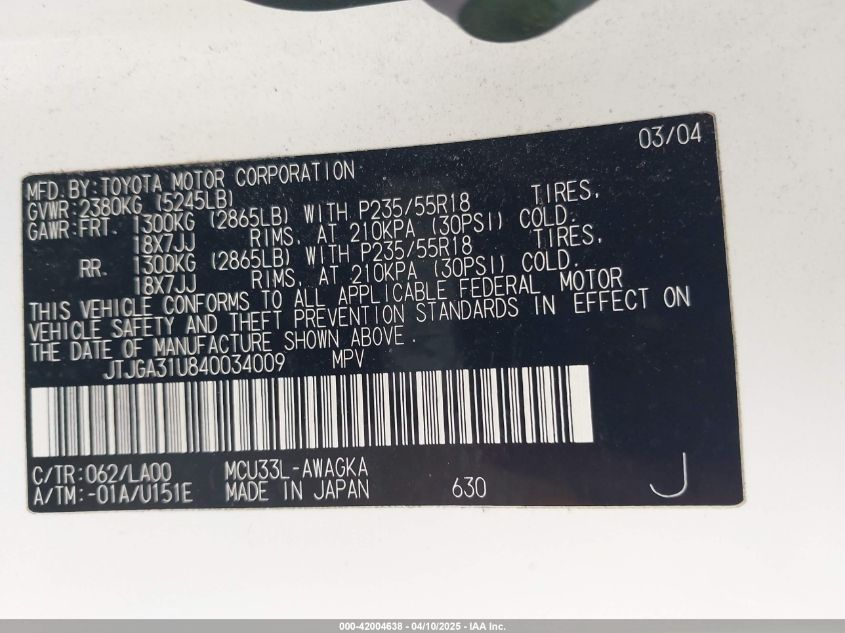 03/04
MFD.BY:TOYOTA MOTOR CORPORATION
GVWR:2380KG (5245LB)
GAWR:FRT. 1300KG (2865LB) WITH P235/55R18 TIRES,
18X7JJ RIMS, AT 210KPA (30PSI) COLD.
RR. 1300KG (2865LB) WITH P235/55R18 TIRES,
18X7JJ RIMS, AT 210KPA (30PSI) COLD.
THIS VEHICLE CONFORMS TO ALL APPLICABLE FEDERAL MOTOR
VEHICLE SAFETY AND THEFT PREVENTION STANDARDS IN EFFECT ON
THE DATE OF MANUFACTURE SHOWN ABOVE.
JTJGA31U840034009 MPV
C/TR:062/LA00 MCU33L-AWAGKA
A/TM:-01A/U151E MADE IN JAPAN 630 J
000-42004638 - 04/10/2025 - IAA Inc.